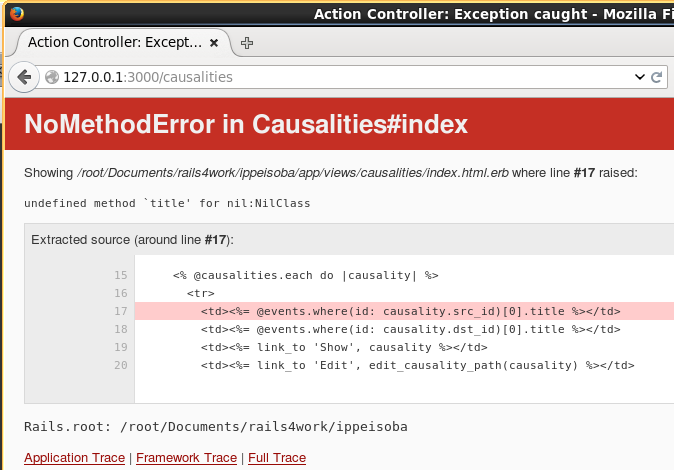 Action Controller: Exception caught - Mozilla Fi
Action Controller: Except...
127.0.0.1:3000/causalities
NoMethodError in Causalities#index
Showing /root/Documents/rails4work/ippeisoba/app/views/causalities/index.html.erb where line #17 raised:
undefined method `title' for nil:NilClass
Extracted source (around line #17):
15 <% @causalities.each do |causality| %>
16 <tr>
17 <td><%= @events.where(id: causality.src_id)[0].title %></td>
18 <td><%= @events.where(id: causality.dst_id)[0].title %></td>
19 <td><%= link_to 'Show', causality %></td>
20 <td><%= link_to 'Edit', edit_causality_path(causality) %></td>
Rails.root: /root/Documents/rails4work/ippeisoba
Application Trace | Framework Trace | Full Trace